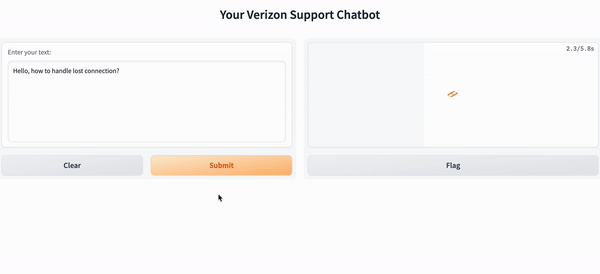 Your Verizon Support Chatbot
Enter your text:
2.3/5.8s
Hello, how to handle lost connection?
Clear
Submit
Flag